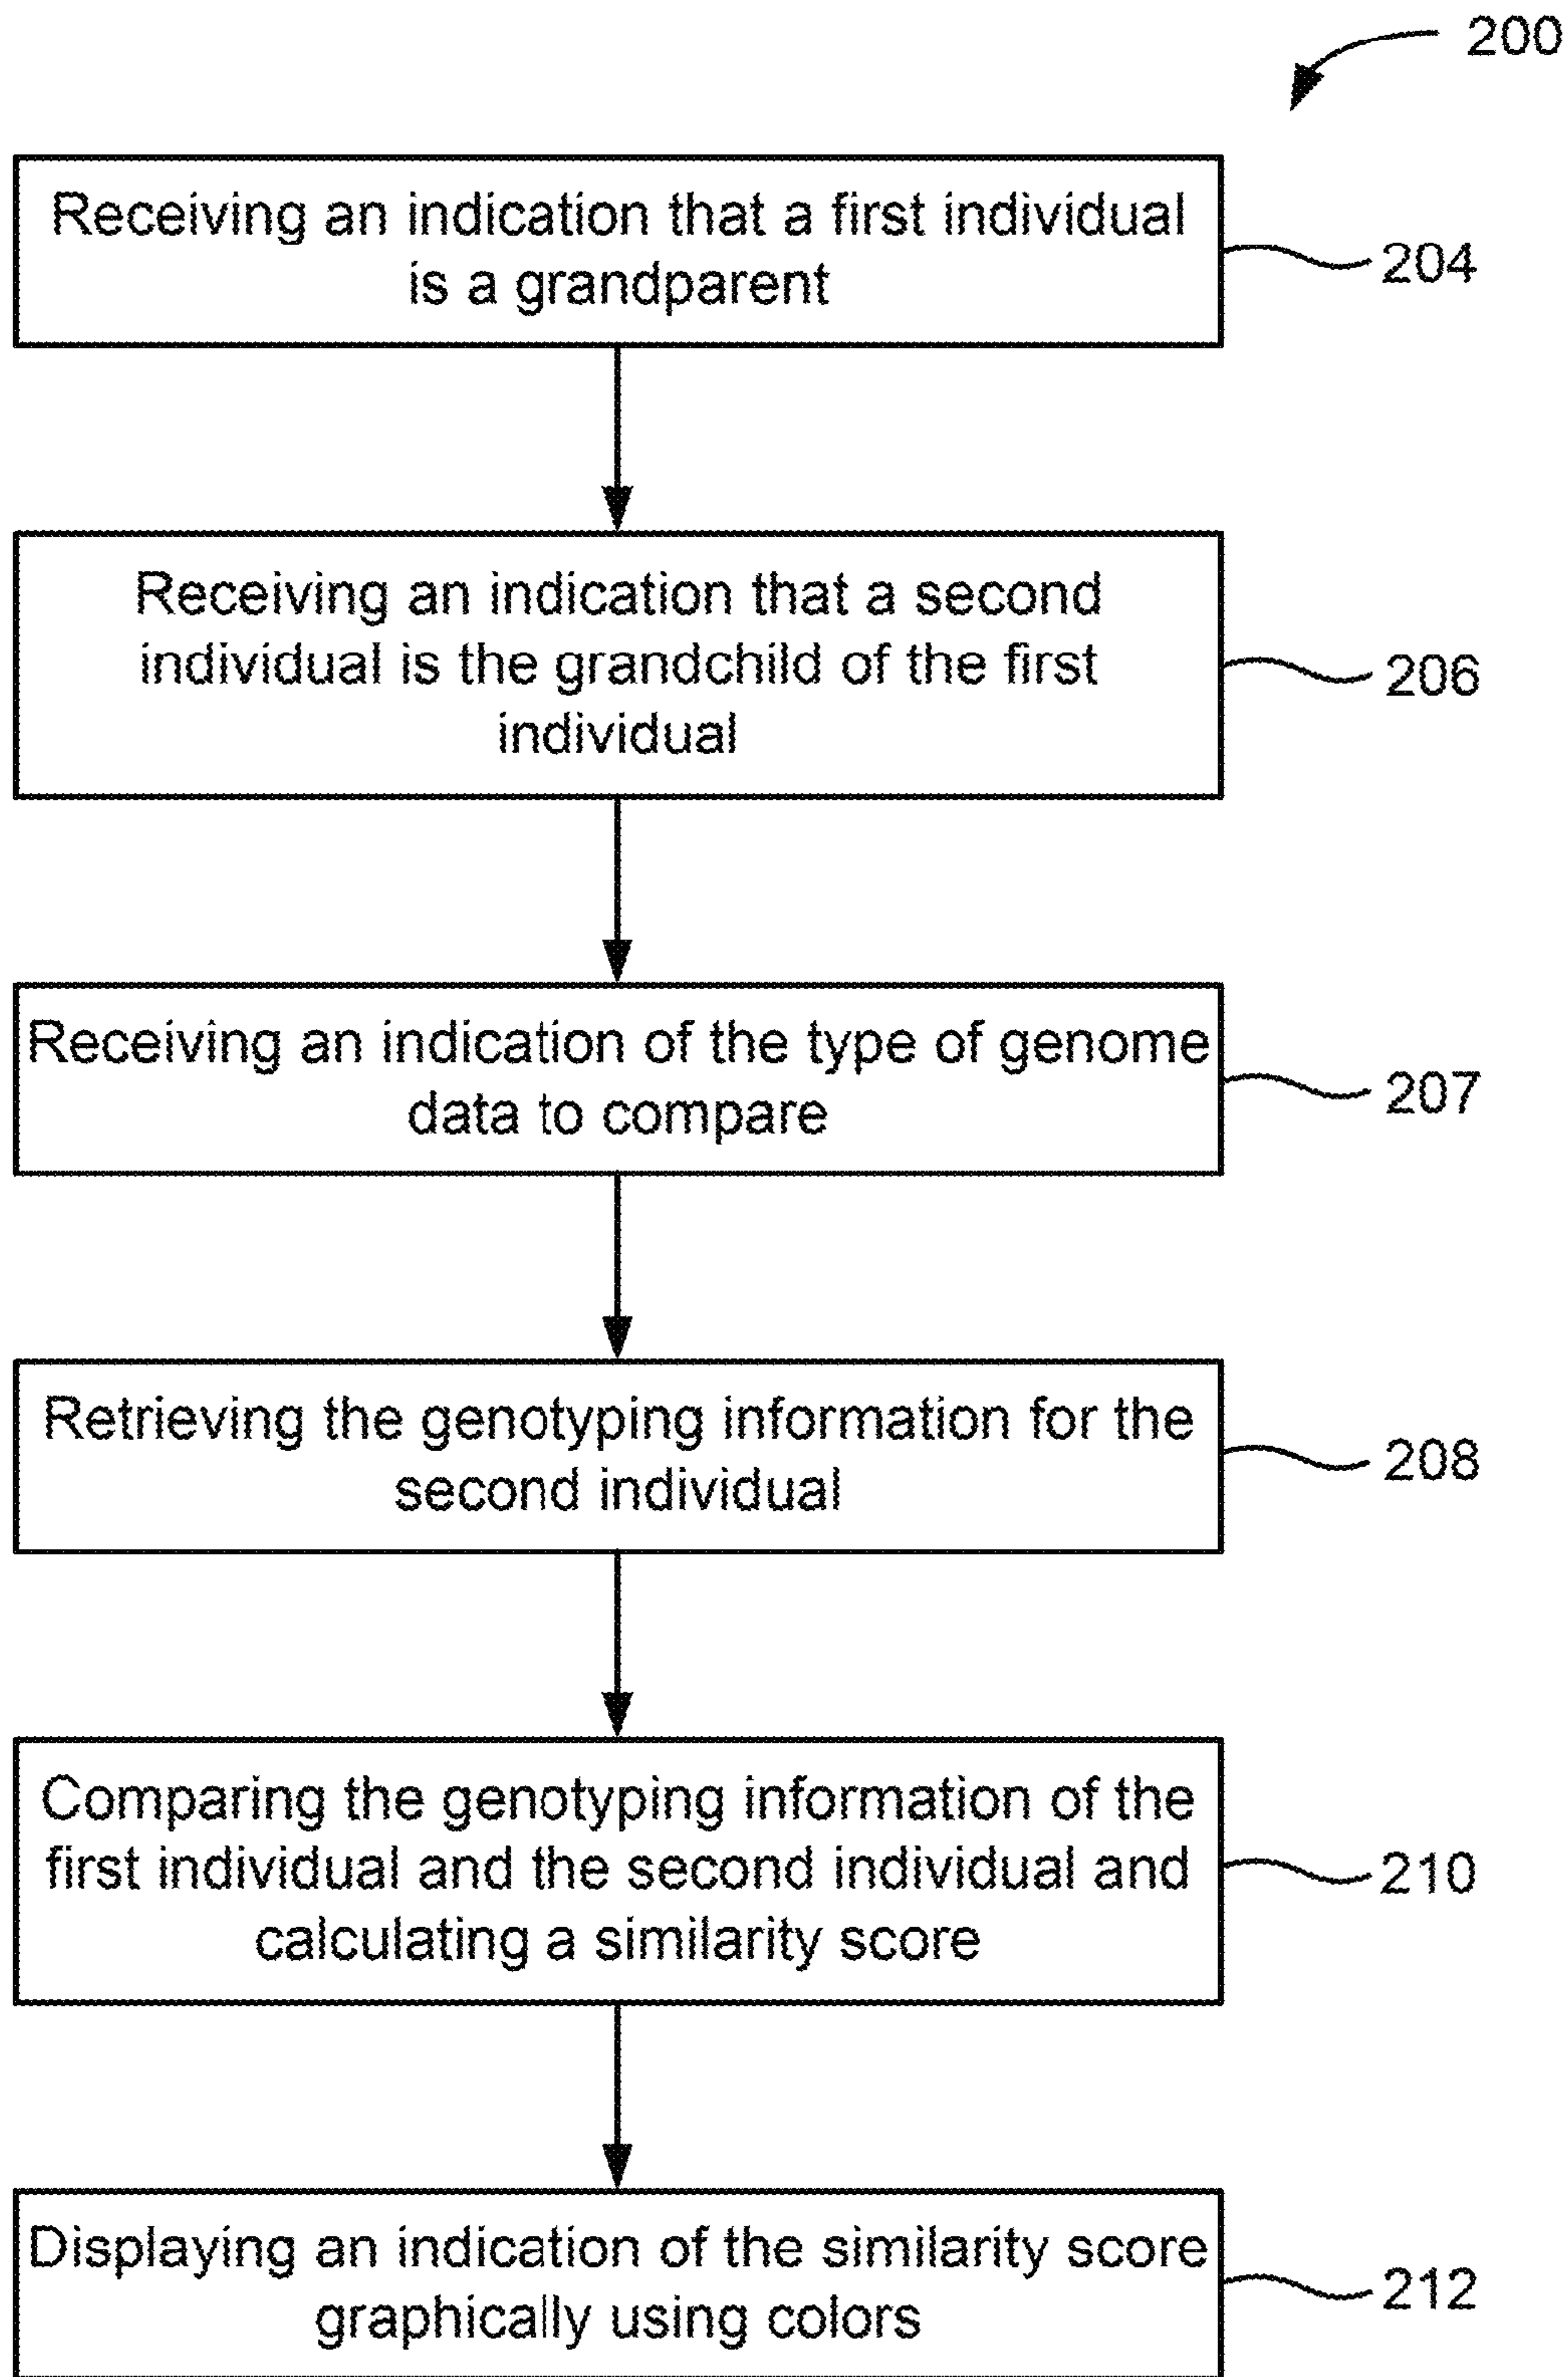 200
Receiving an indication that a first individual
is a grandparent
204
Receiving an indication that a second
individual is the grandchild of the first
individual
206
Receiving an indication of the type of genome
data to compare
207
Retrieving the genotyping information for the
second individual
208
Comparing the genotyping information of the
first individual and the second individual and
calculating a similarity score
210
Displaying an indication of the similarity score
graphically using colors
212